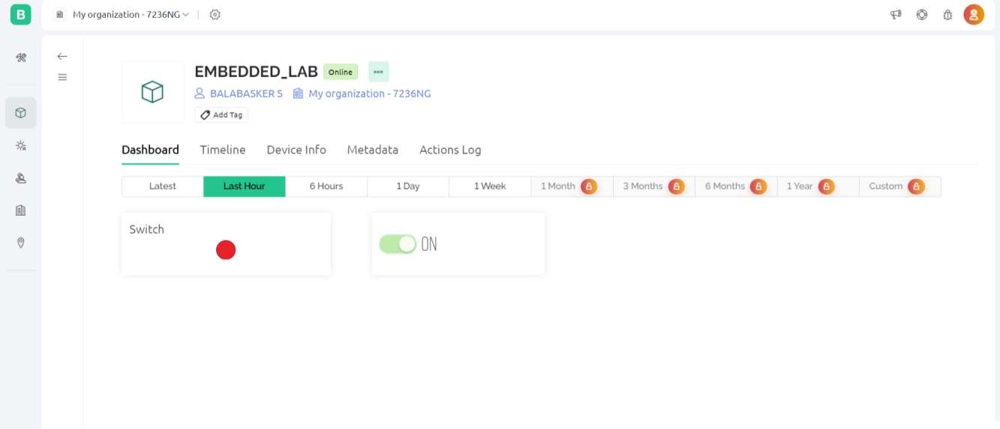 B
My organization - 7236NG
EMBEDDED_LAB Online
BALABASKER S My organization - 7236NG
Add Tag
Dashboard Timeline Device Info Metadata Actions Log
Latest Last Hour 6 Hours 1 Day 1 Week 1 Month 3 Months 6 Months 1 Year Custom
Switch
ON